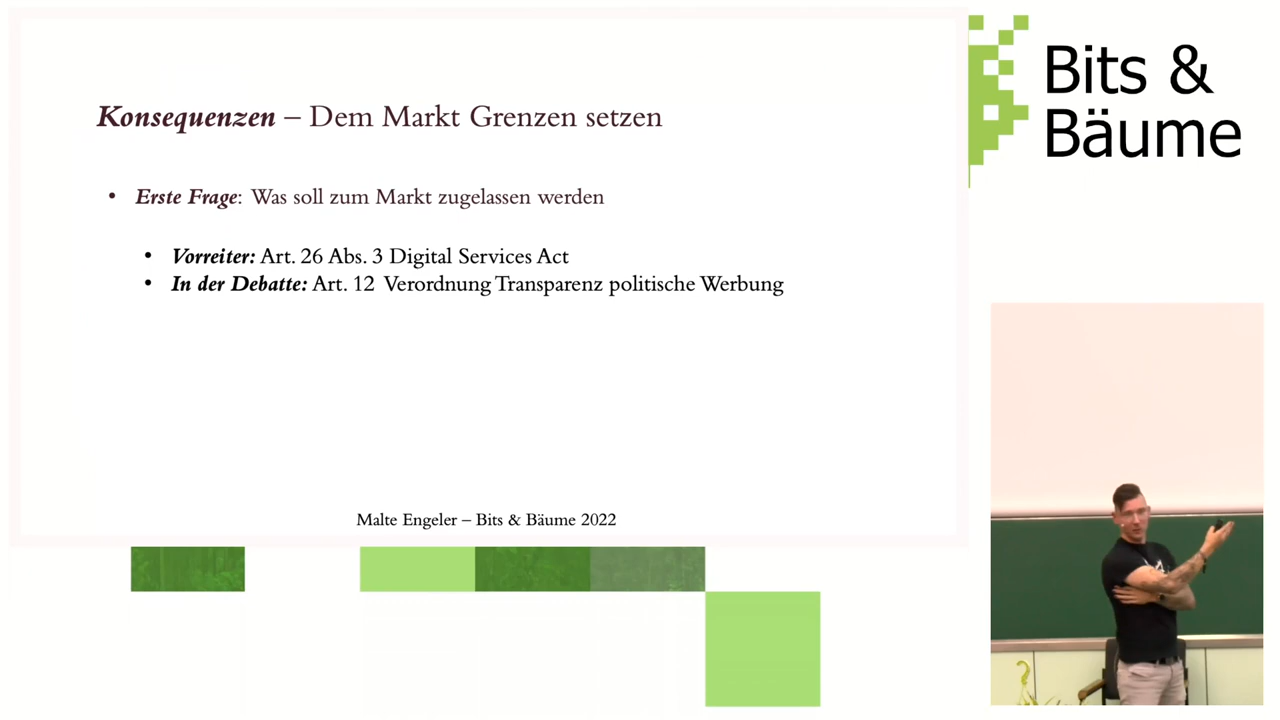 Konsequenzen – Dem Markt Grenzen setzen
• Erste Frage: Was soll zum Markt zugelassen werden
• Vorreiter: Art. 26 Abs. 3 Digital Services Act
• In der Debatte: Art. 12 Verordnung Transparenz politische Werbung
Malte Engeler – Bits & Bäume 2022
Bits &
Bäume